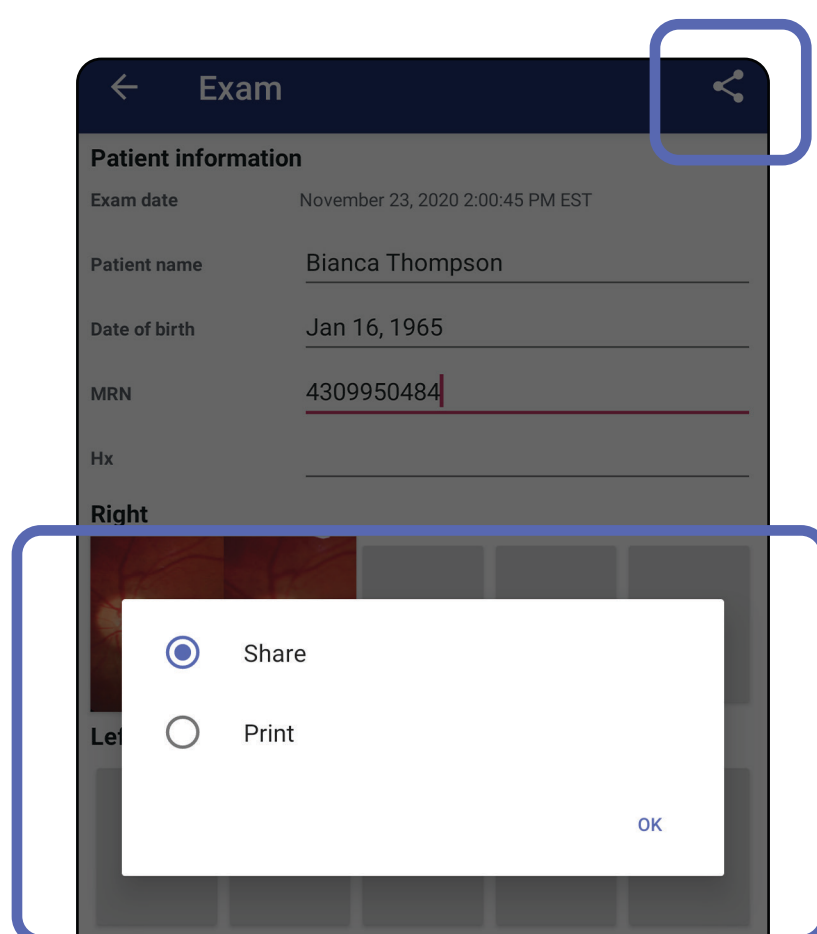 Exam
Patient information
Exam date November 23, 2020 2:00:45 PM EST
Patient name Bianca Thompson
Date of birth Jan 16, 1965
MRN 4309950484
Hx
Right
Share
Print
OK